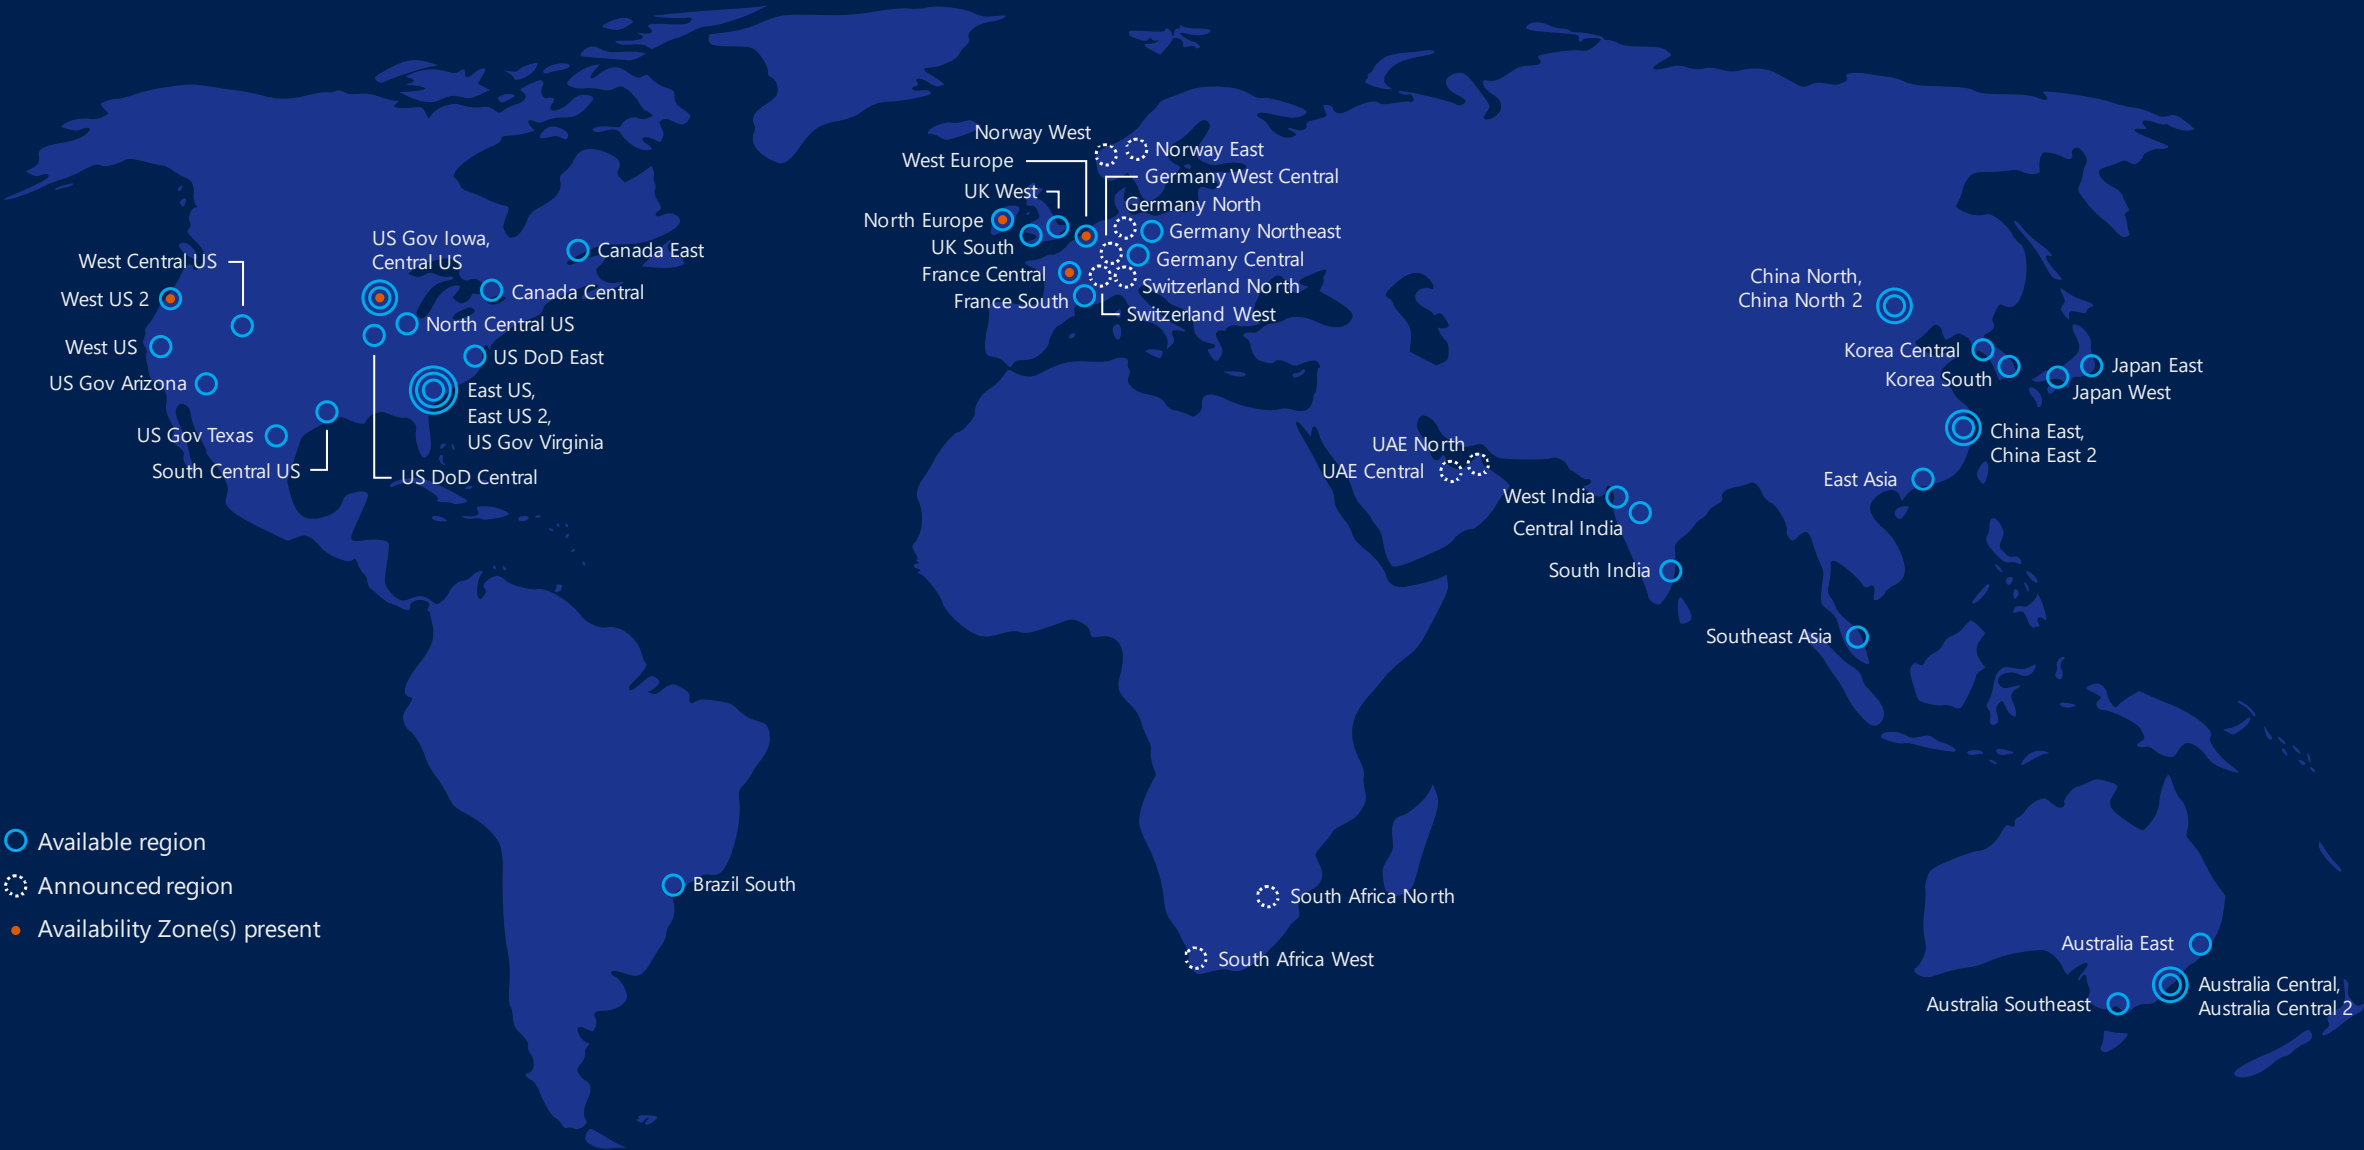 West Central US
West US 2
West US
US Gov Arizona
US Gov Texas
South Central US
US Gov Iowa,
Central US
Canada East
Canada Central
North Central US
US DoD East
East US,
East US 2,
US Gov Virginia
US DoD Central
Brazil South
Norway West
Norway East
West Europe
Germany West Central
UK West
Germany North
North Europe
Germany Northeast
UK South
Germany Central
France Central
Switzerland North
France South
Switzerland West
UAE North
UAE Central
South Africa North
South Africa West
West India
Central India
South India
China North,
China North 2
Korea Central
Korea South
Japan East
Japan West
China East,
China East 2
East Asia
Southeast Asia
Australia East
Australia Central,
Australia Central 2
Australia Southeast
Available region
Announced region
Availability Zone(s) present